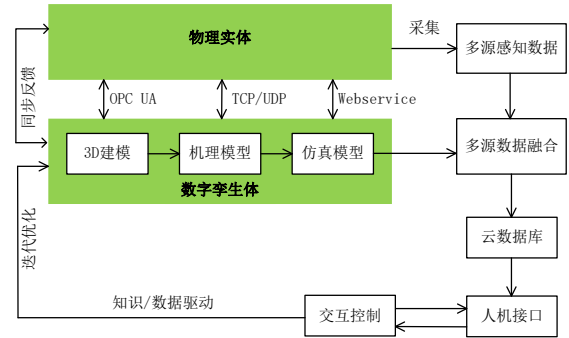 物理实体
采集
多源感知数据
同步反馈
OPC UA
TCP/UDP
Webservice
3D建模
机理模型
仿真模型
多源数据融合
数字孪生体
迭代优化
云数据库
知识/数据驱动
交互控制
人机接口